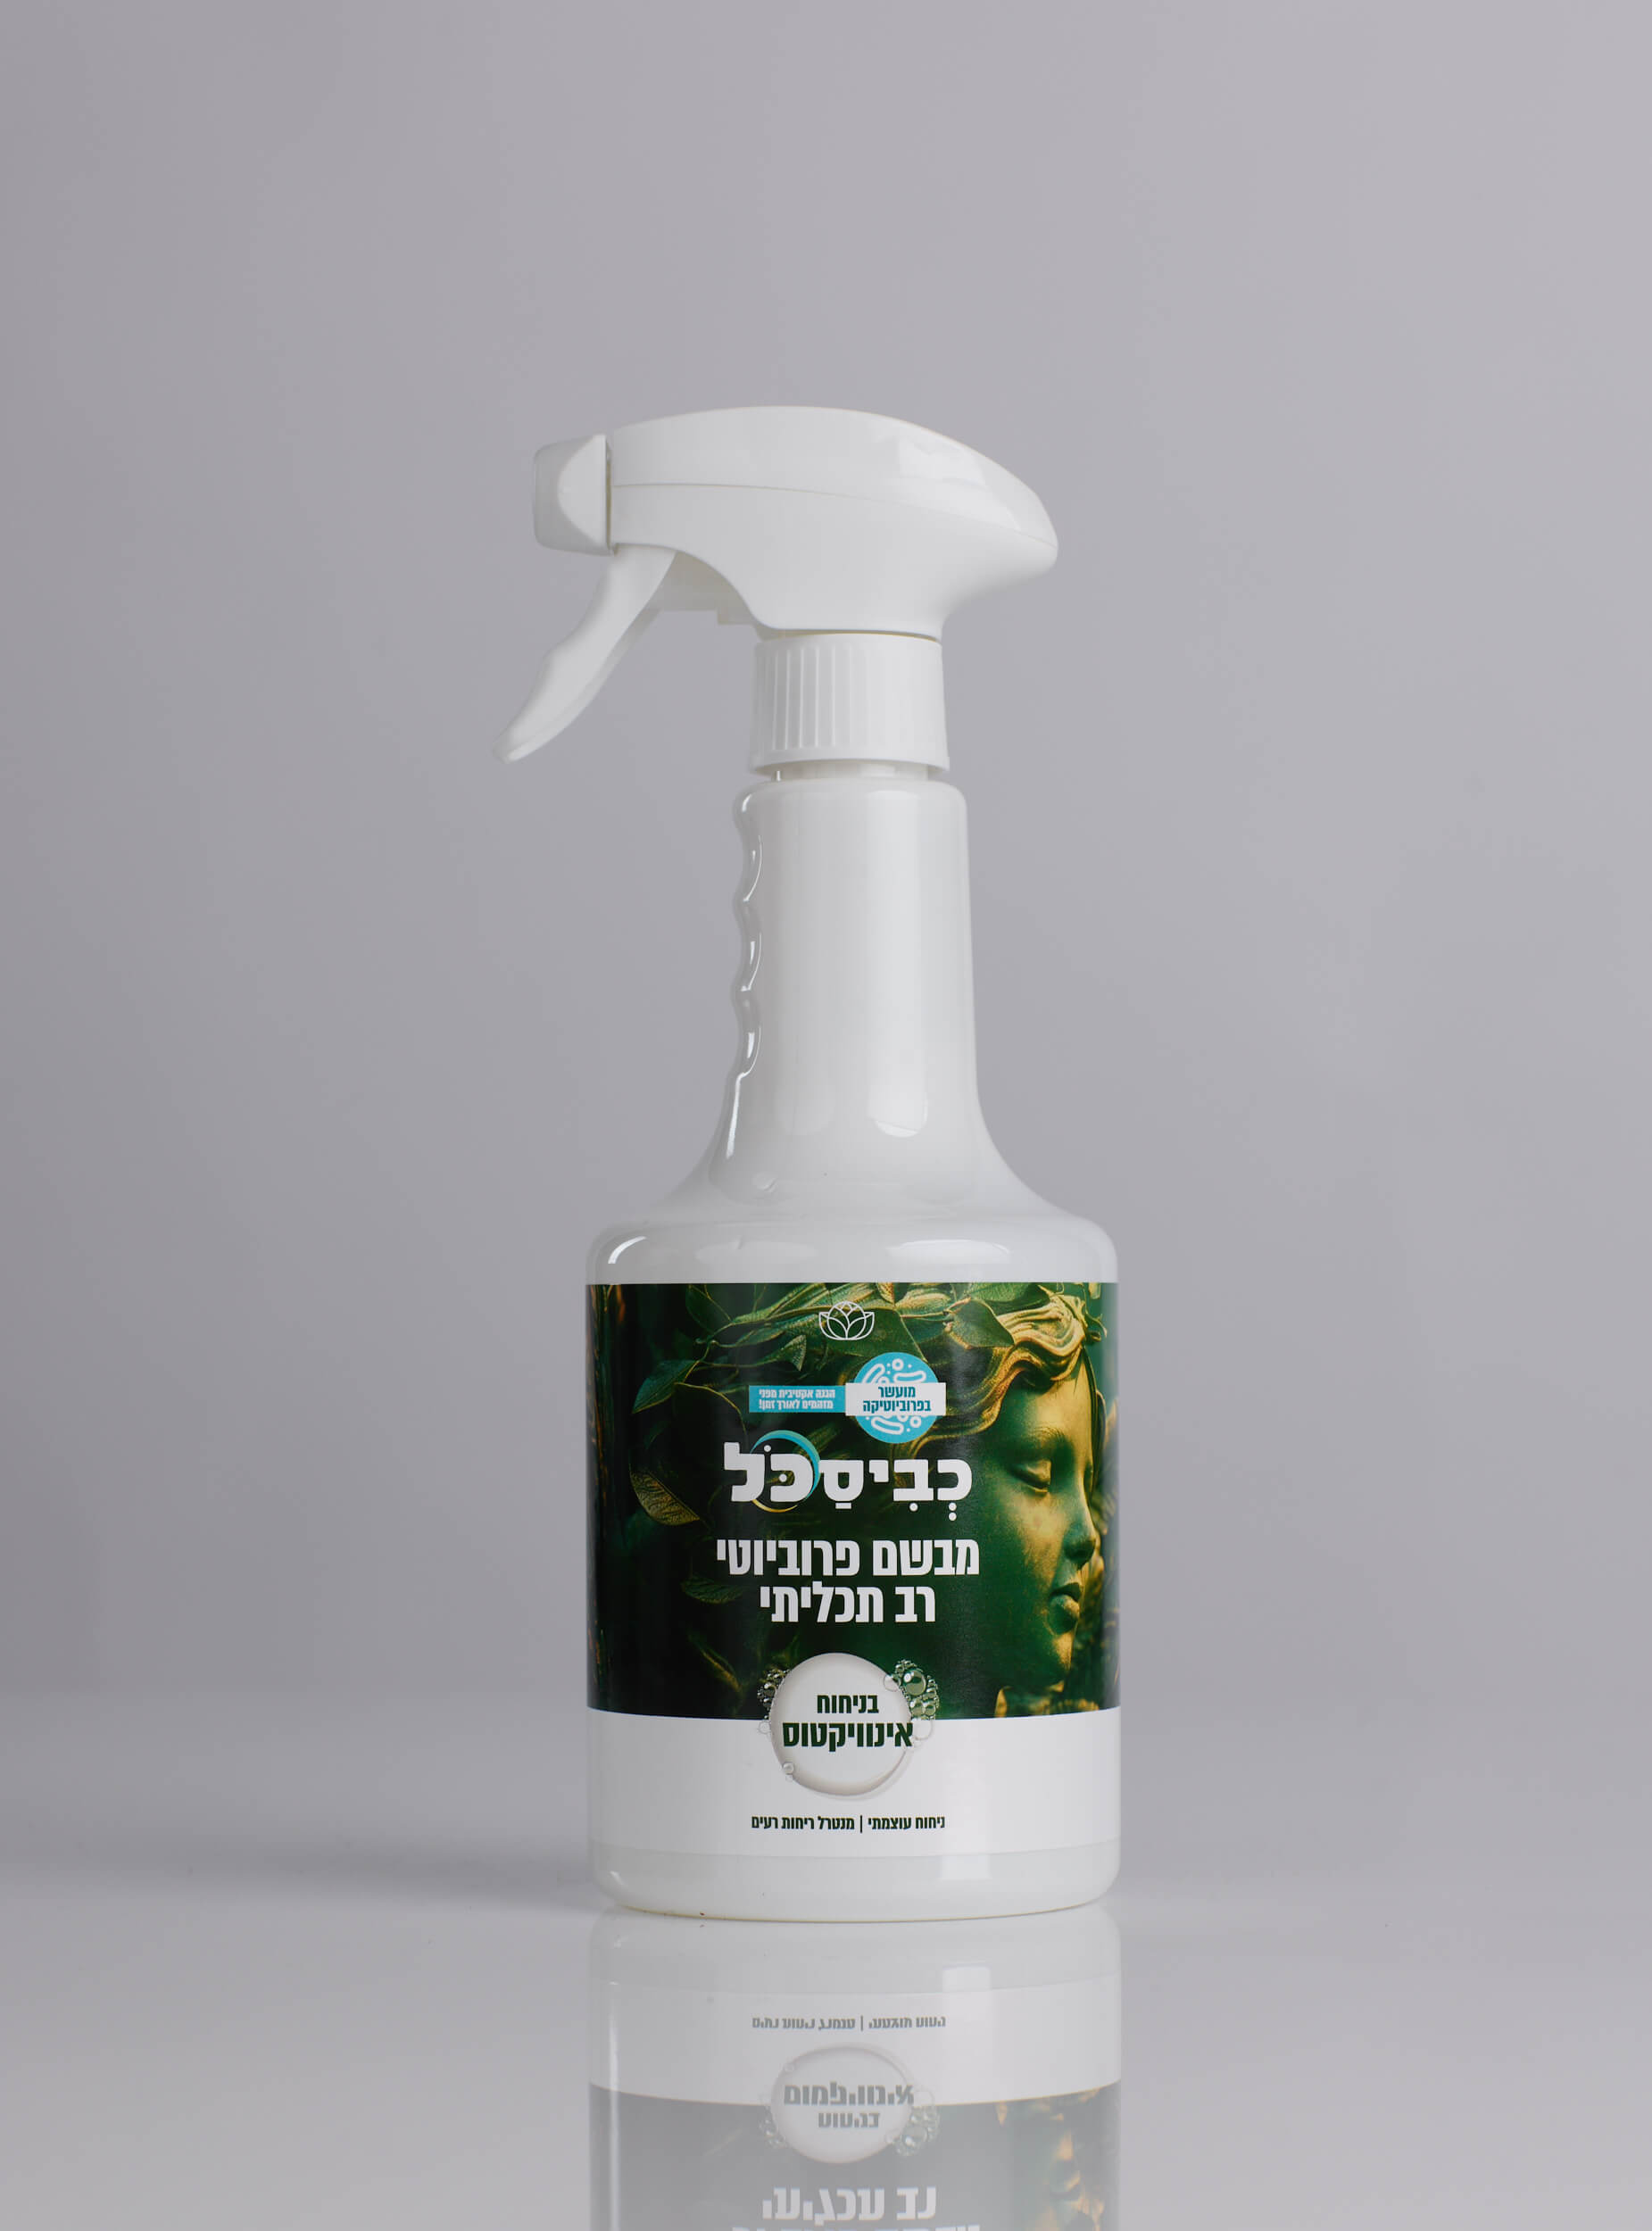 מועשר
בפרוביוטיקה
הגנה אקטיבית מפני
מזהמים לאורך זמן!
כְּבִיסַכֹּל
מבשם פרוביוטי
רב תכליתי
בניחוח
אינוויקטוס
ניחוח עוצמתי | מנטרל ריחות רעים